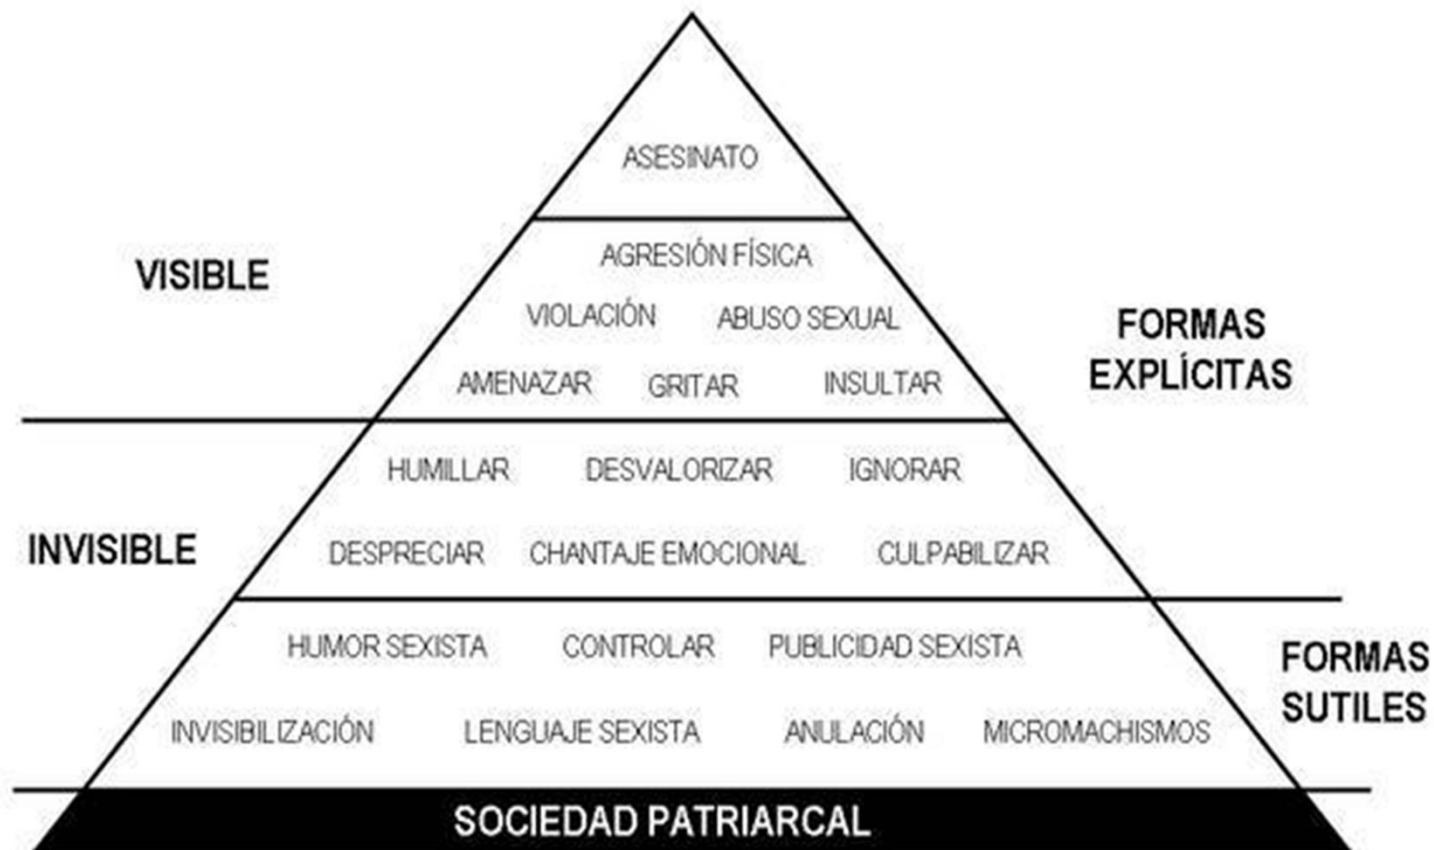 ASESINATO
AGRESIÓN FÍSICA
VISIBLE
VIOLACIÓN ABUSO SEXUAL
FORMAS
EXPLÍCITAS
AMENAZAR GRITAR INSULTAR
HUMILLAR DESVALORIZAR IGNORAR
INVISIBLE
DESPRECIAR CHANTAJE EMOCIONAL CULPABILIZAR
HUMOR SEXISTA CONTROLAR PUBLICIDAD SEXISTA
FORMAS
SUTILES
INVISIBILIZACIÓN LENGUAJE SEXISTA ANULACIÓN MICROMACHISMOS
SOCIEDAD PATRIARCAL